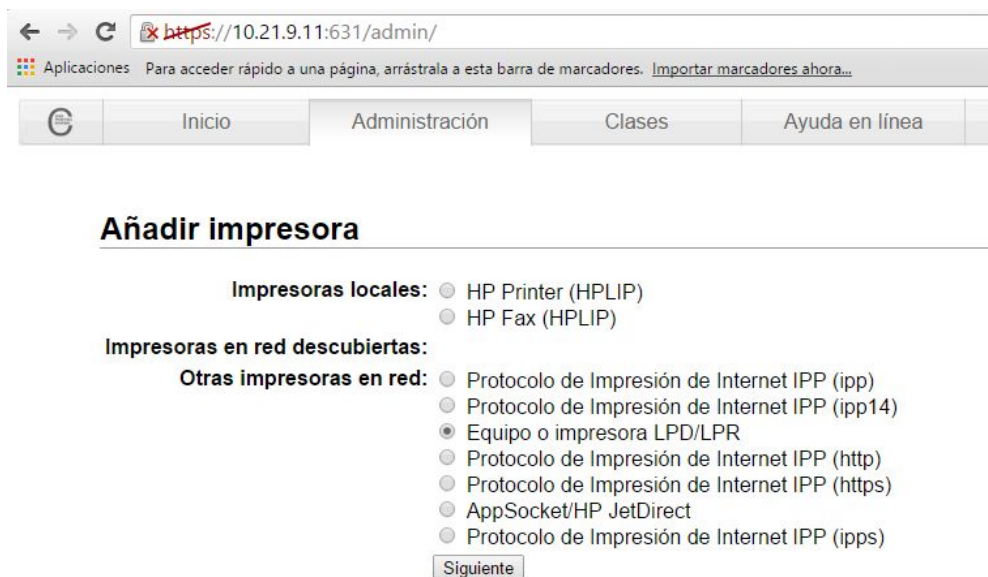 https://10.21.9.11:631/admin/
Aplicaciones Para acceder rápido a una página, arrástrala a esta barra de marcadores. Importar marcadores ahora...
Inicio Administración Clases Ayuda en línea
Añadir impresora
Impresoras locales: HP Printer (HPLIP)
HP Fax (HPLIP)
Impresoras en red descubiertas:
Otras impresoras en red: Protocolo de Impresión de Internet IPP (ipp)
Protocolo de Impresión de Internet IPP (ipp14)
Equipo o impresora LPD/LPR
Protocolo de Impresión de Internet IPP (http)
Protocolo de Impresión de Internet IPP (https)
AppSocket/HP JetDirect
Protocolo de Impresión de Internet IPP (ipps)
Siguiente